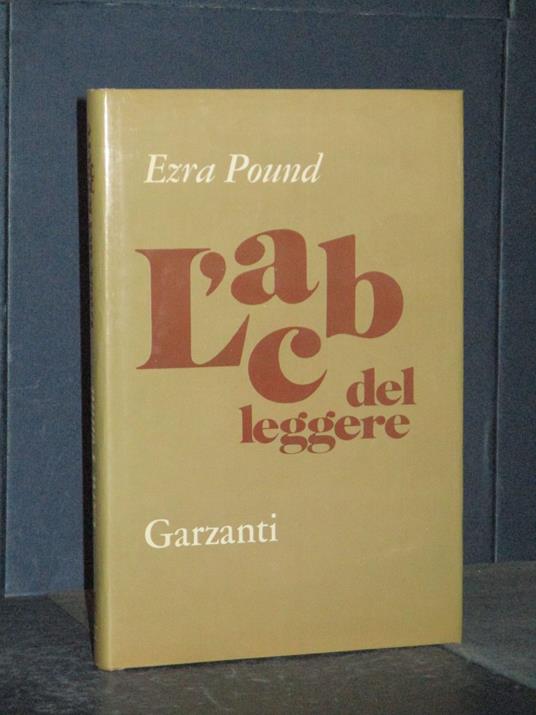 Ezra Pound
L'abc
del
leggere
Garzanti